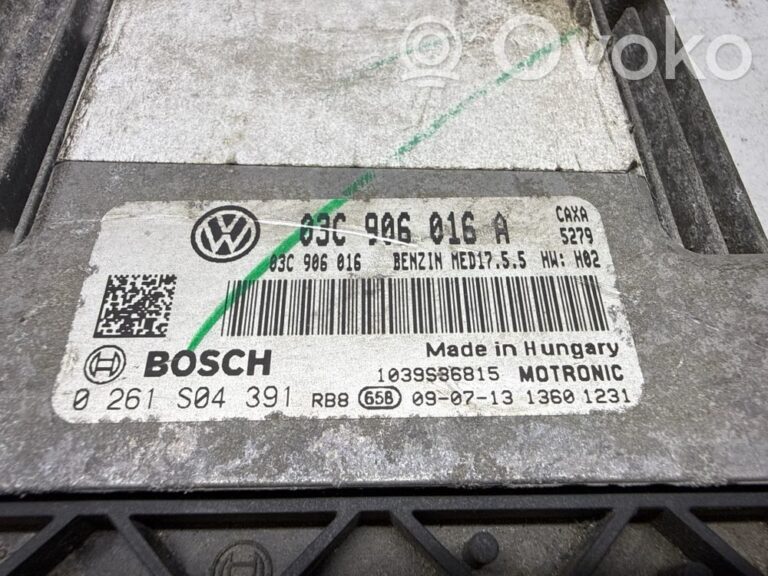 Ovoko
03C 906 016 A CAXA
5279
03C 906 016 BENZIN MED17.5.5 HW: H02
BOSCH Made in Hungary
1039S36815 MOTRONIC
0 261 S04 391 RB8 658 09-07-13 1360 1231